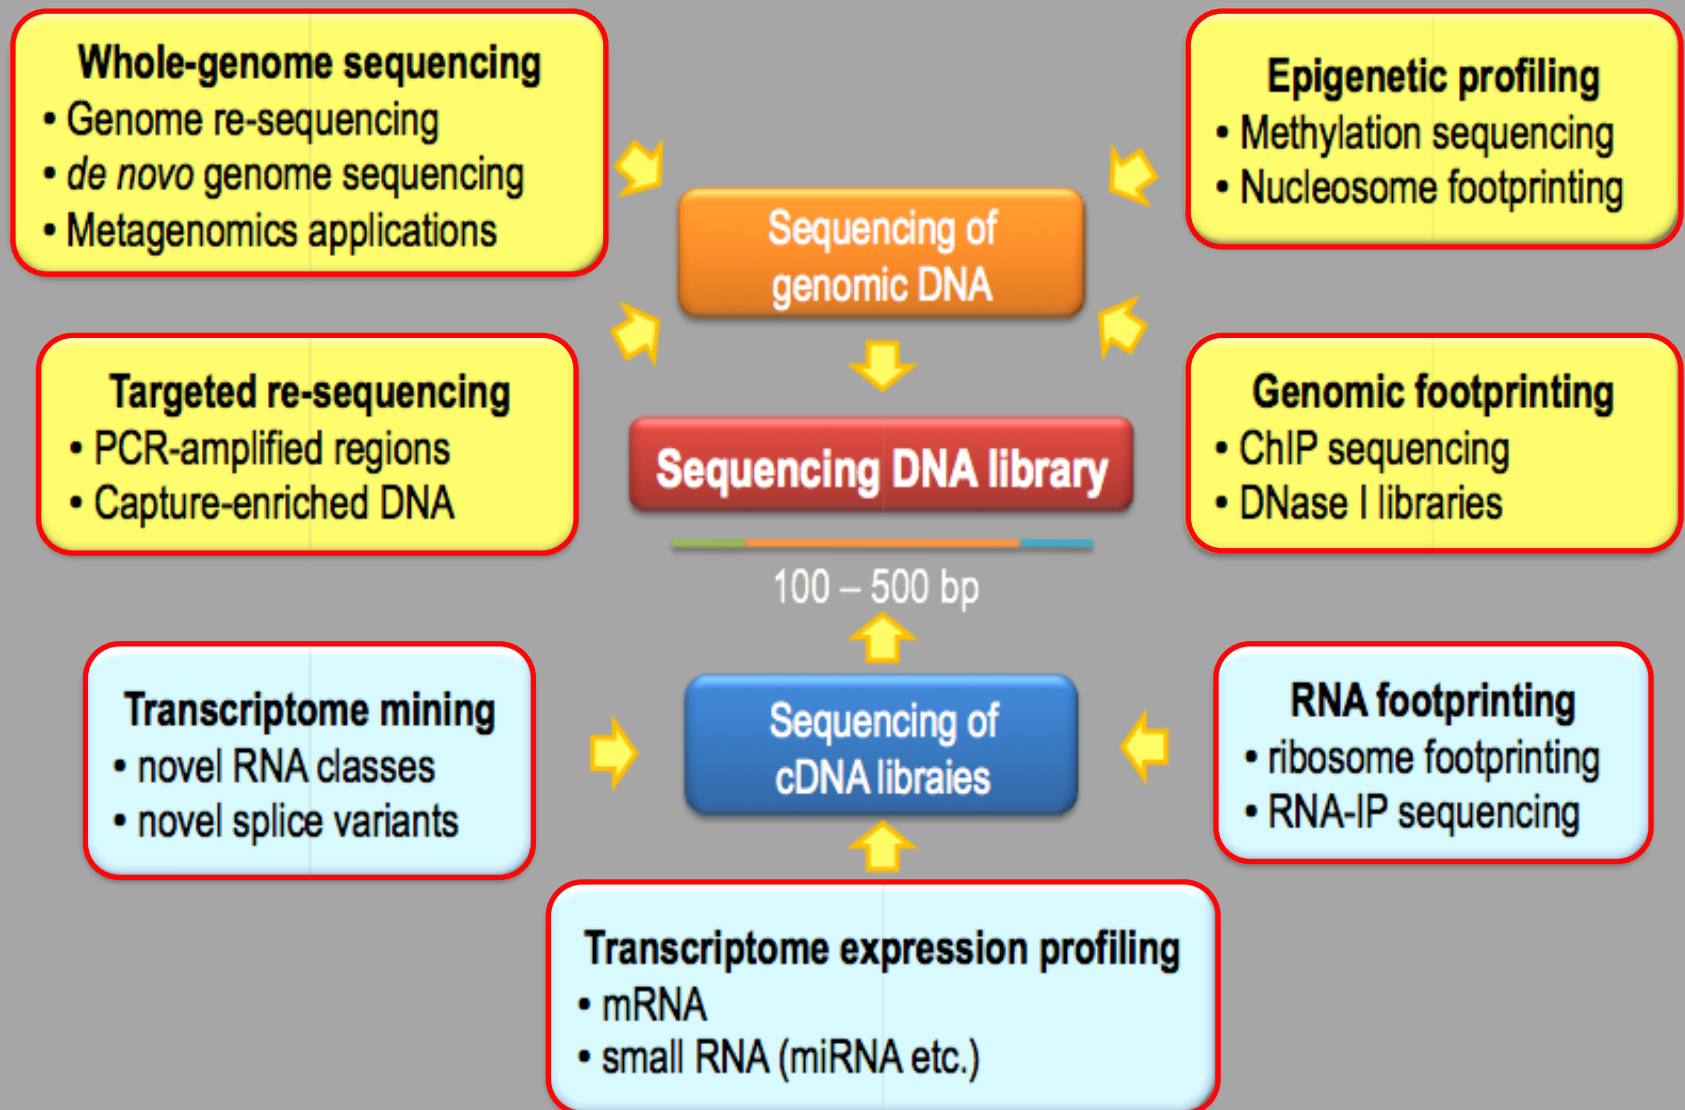 Whole-genome sequencing
• Genome re-sequencing
• de novo genome sequencing
• Metagenomics applications
Epigenetic profiling
• Methylation sequencing
• Nucleosome footprinting
Sequencing of
genomic DNA
Targeted re-sequencing
• PCR-amplified regions
• Capture-enriched DNA
Sequencing DNA library
100 – 500 bp
Genomic footprinting
• ChIP sequencing
• DNase I libraries
Transcriptome mining
• novel RNA classes
• novel splice variants
Sequencing of
cDNA libraies
RNA footprinting
• ribosome footprinting
• RNA-IP sequencing
Transcriptome expression profiling
• mRNA
• small RNA (miRNA etc.)